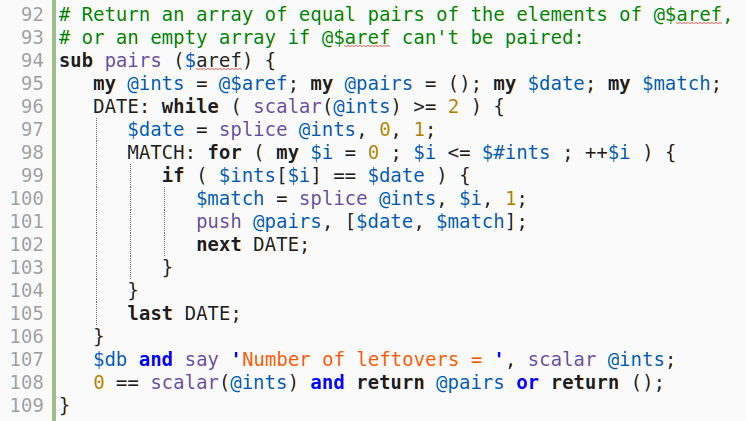 92 # Return an array of equal pairs of the elements of @$aref,
93 # or an empty array if @$aref can't be paired:
94 sub pairs ($aref) {
95    my @ints = @$aref; my @pairs = (); my $date; my $match;
96    DATE: while ( scalar(@ints) >= 2 ) {
97       $date = splice @ints, 0, 1;
98       MATCH: for ( my $i = 0 ; $i <= $#ints ; ++$i ) {
99          if ( $ints[$i] == $date ) {
100             $match = splice @ints, $i, 1;
101             push @pairs, [$date, $match];
102             next DATE;
103          }
104       }
105       last DATE;
106    }
107    $db and say 'Number of leftovers = ', scalar @ints;
108    0 == scalar(@ints) and return @pairs or return ();
109 }